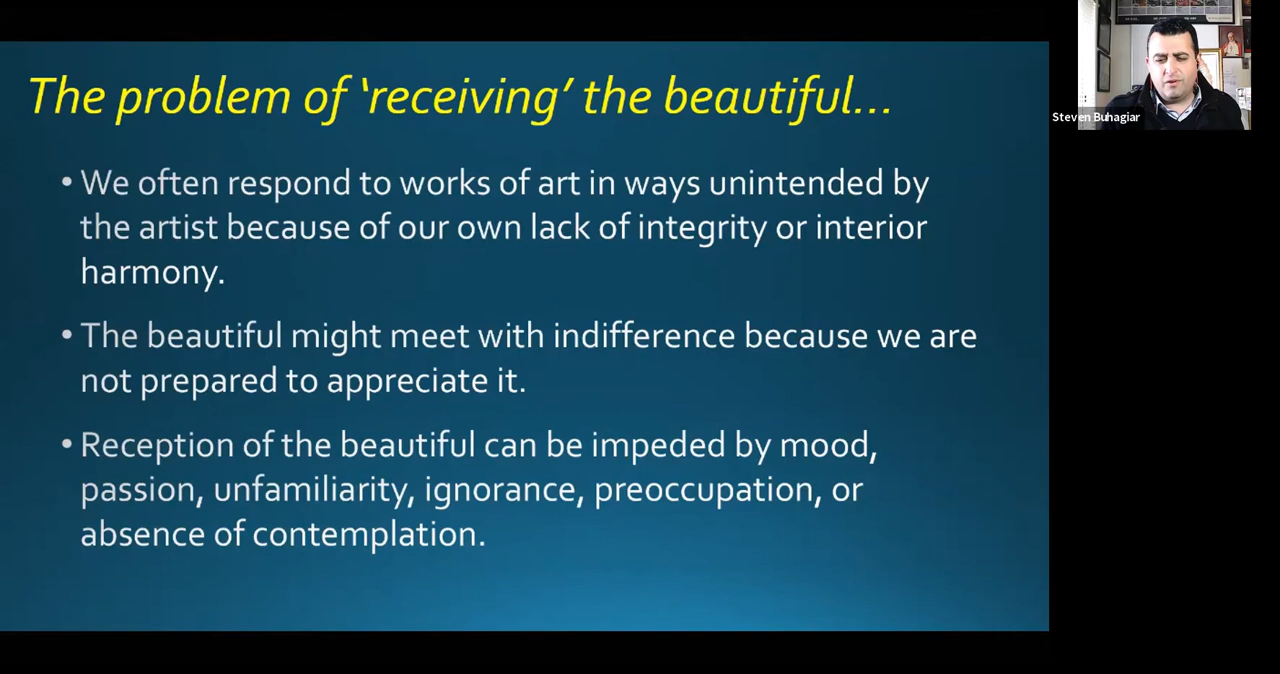 The problem of ‘receiving’ the beautiful…
• We often respond to works of art in ways unintended by
the artist because of our own lack of integrity or interior
harmony.
• The beautiful might meet with indifference because we are
not prepared to appreciate it.
• Reception of the beautiful can be impeded by mood,
passion, unfamiliarity, ignorance, preoccupation, or
absence of contemplation.
Steven Buhagiar